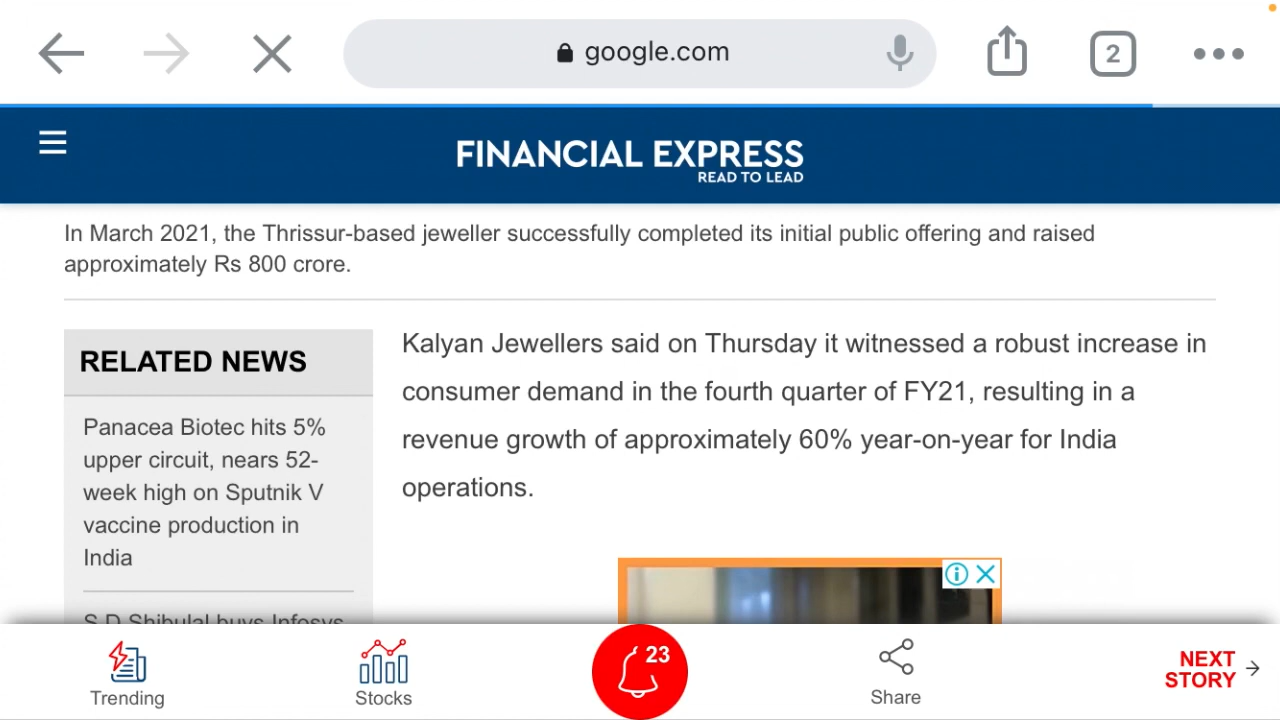 google.com
2
FINANCIAL EXPRESS
READ TO LEAD
In March 2021, the Thrissur-based jeweller successfully completed its initial public offering and raised
approximately Rs 800 crore.
RELATED NEWS
Panacea Biotec hits 5%
upper circuit, nears 52-
week high on Sputnik V
vaccine production in
India
S D Shibulal buys Infosys
Kalyan Jewellers said on Thursday it witnessed a robust increase in
consumer demand in the fourth quarter of FY21, resulting in a
revenue growth of approximately 60% year-on-year for India
operations.
Trending
Stocks
23
Share
NEXT
STORY